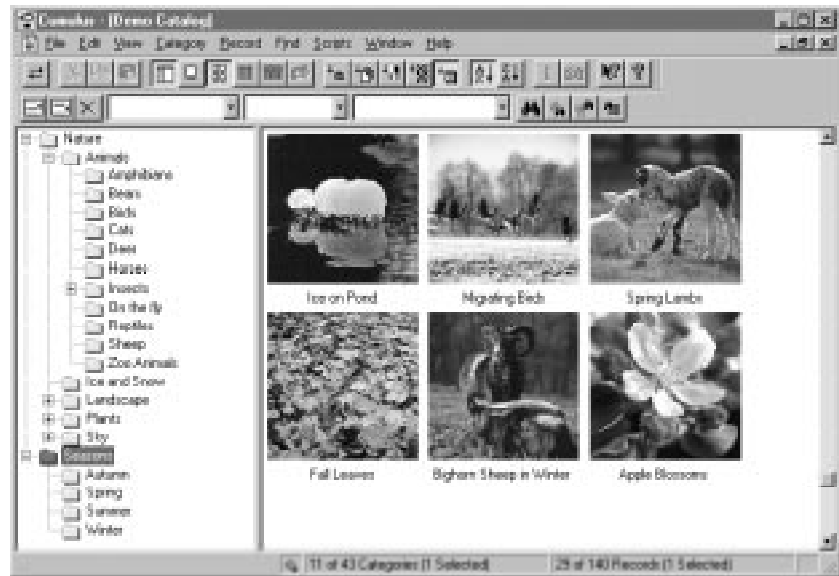 Cumulus - [Demo Catalog]
File Edit View Category Record Find Scripts Window Help
Nature
Animals
Amphibians
Bears
Birds
Cats
Deer
Horses
Insects
On the fly
Reptiles
Sheep
Zoo Animals
Ice and Snow
Landscape
Plants
Sky
Seasons
Autumn
Spring
Summer
Winter
Ice on Pond
Migrating Birds
Spring Lambs
Fall Leaves
Bighorn Sheep in Winter
Apple Blossoms
11 of 43 Categories (1 Selected)
29 of 140 Records (1 Selected)